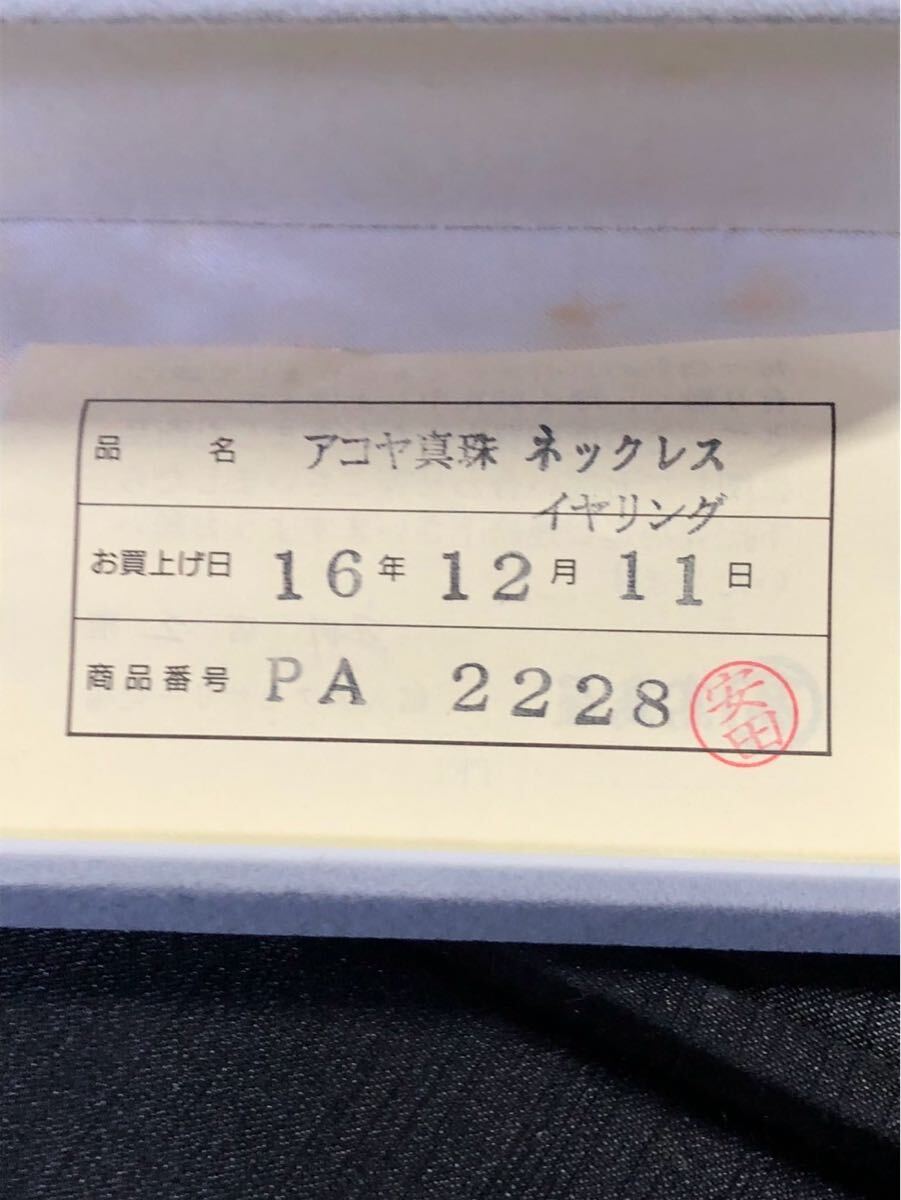 品名 アコヤ真珠 ネックレス
イヤリング
お買上げ日 16年 12月 11日
商品番号 PA 2228 安田